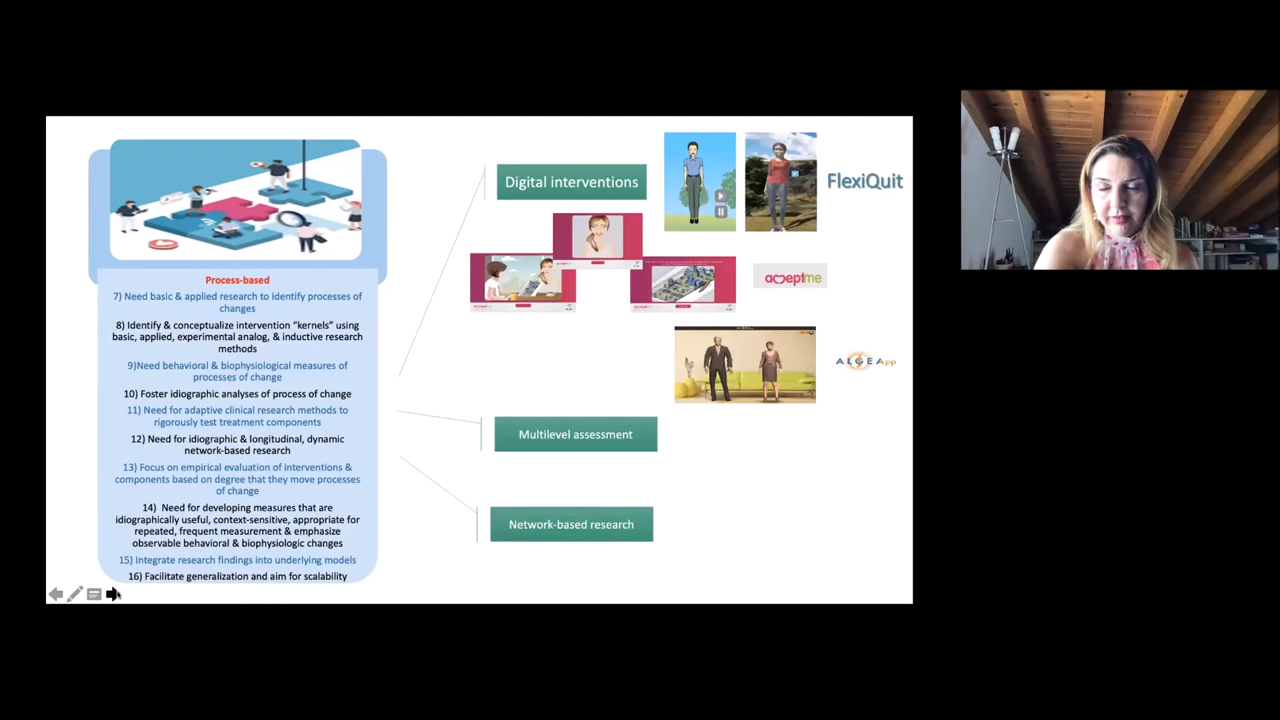 Process-based
7) Need basic & applied research to identify processes of
changes
8) Identify & conceptualize intervention “kernels” using
basic, applied, experimental analog, & inductive research
methods
9)Need behavioral & biophysiological measures of
processes of change
10) Foster idiographic analyses of process of change
11) Need for adaptive clinical research methods to
rigorously test treatment components
12) Need for idiographic & longitudinal, dynamic
network-based research
13) Focus on empirical evaluation of interventions &
components based on degree that they move processes
of change
14) Need for developing measures that are
idiographically useful, context-sensitive, appropriate for
repeated, frequent measurement & emphasize
observable behavioral & biophysiologic changes
15) Integrate research findings into underlying models
16) Facilitate generalization and aim for scalability
Digital interventions
FlexiQuit
acceptme
ALGEApp
Multilevel assessment
Network-based research